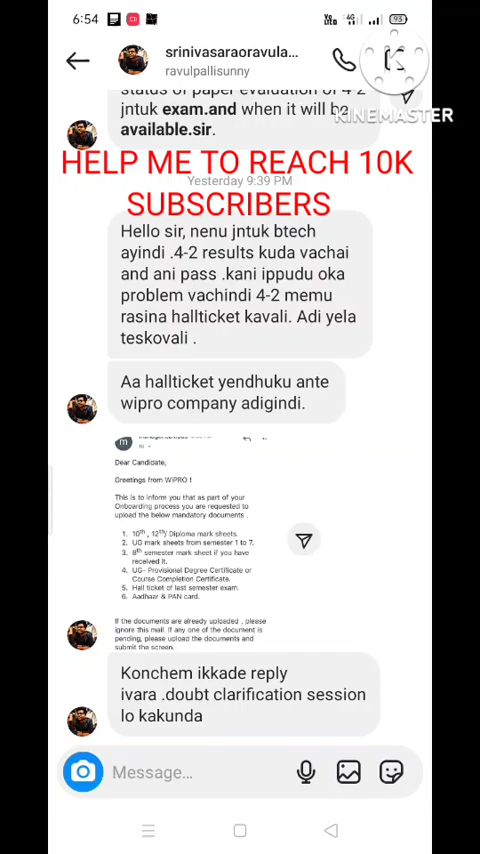 6:54
Vo LTE 4G 93
srinivasaraoravula...
ravulpallisunny
status of paper evaluation of 4-2
jntuk exam.and when it will be
available.sir.
KINEMASTER
HELP ME TO REACH 10K
Yesterday 9:39 PM
SUBSCRIBERS
Hello sir, nenu jntuk btech
ayindi .4-2 results kuda vachai
and ani pass .kani ippudu oka
problem vachindi 4-2 memu
rasina hallticket kavali. Adi yela
teskovali .
Aa hallticket yendhuku ante
wipro company adigindi.
m
Dear Candidate,
Greetings from WIPRO !
This is to inform you that as part of your
Onboarding process you are requested to
upload the below mandatory documents .
1. 10th , 12th/ Diploma mark sheets.
2. UG mark sheets from semester 1 to 7.
3. 8th semester mark sheet if you have
received it.
4. UG- Provisional Degree Certificate or
Course Completion Certificate.
5. Hall ticket of last semester exam.
6. Aadhaar & PAN card.
If the documents are already uploaded , please
ignore this mail. If any one of the document is
pending, please upload the documents and
submit the screen.
Konchem ikkade reply
ivara .doubt clarification session
lo kakunda
Message...